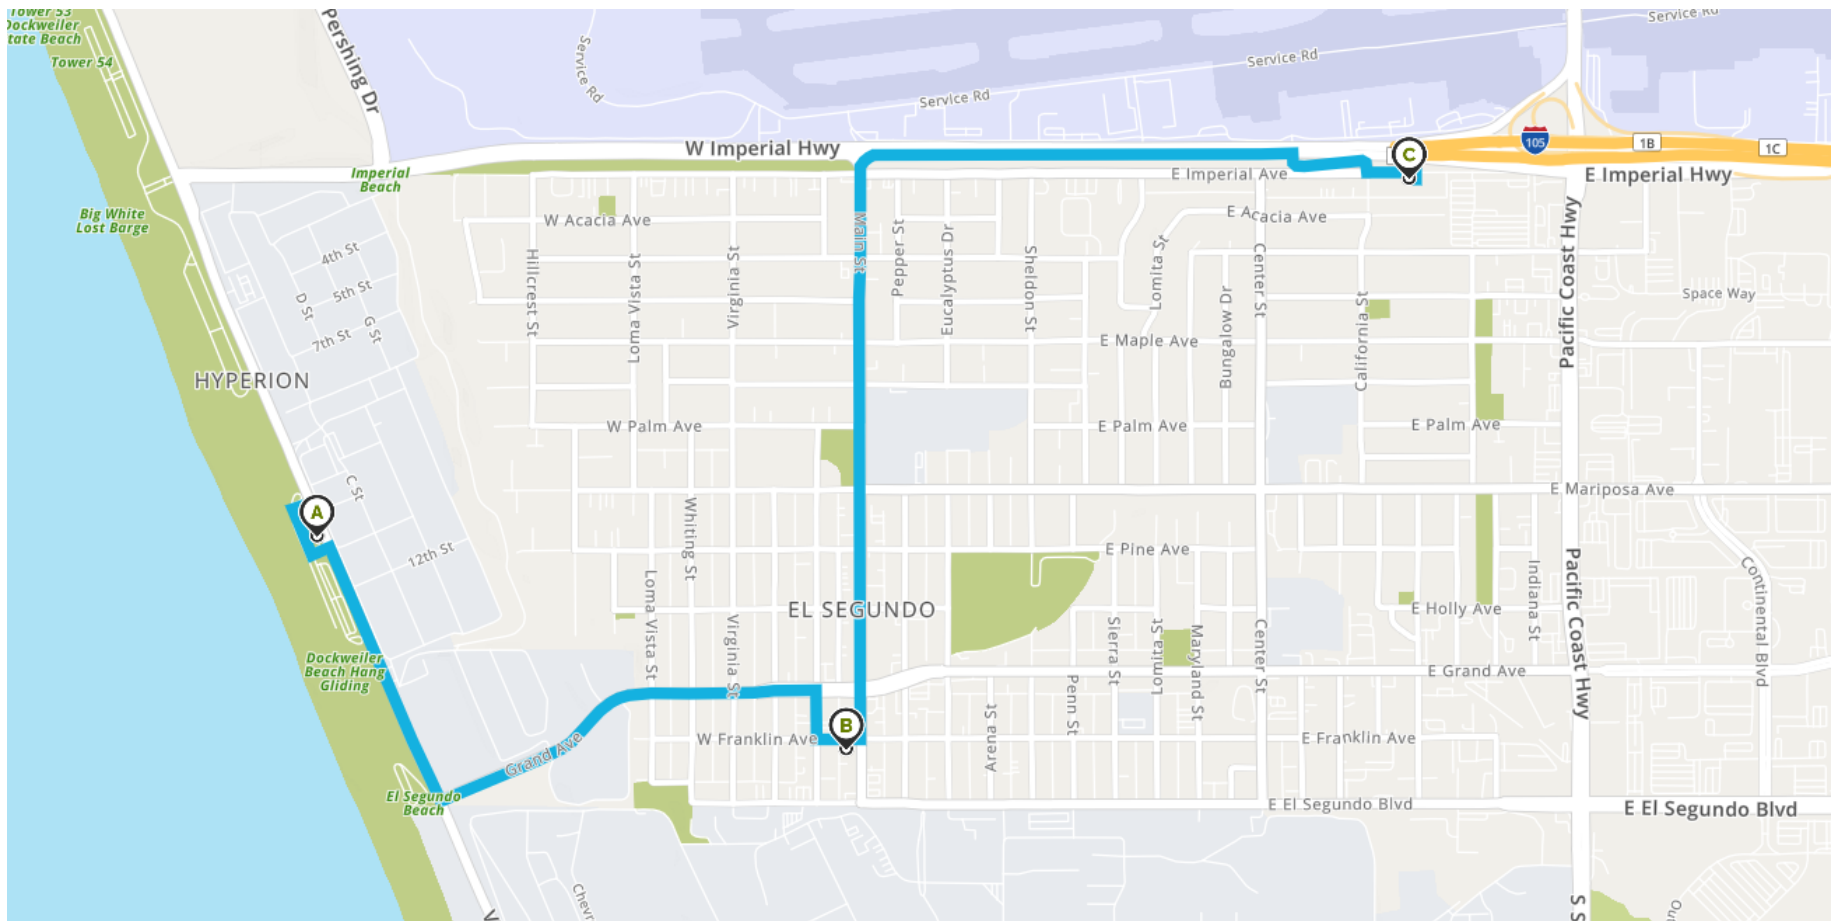 Tower 53
Dockweiler
tate Beach
Tower 54
Pershing Dr
Service Rd
Service Rd
Service Rd
Service Rd
W Imperial Hwy
105
1B
1C
C
E Imperial Ave
E Imperial Hwy
Imperial
Beach
Big White
Lost Barge
W Acacia Ave
E Acacia Ave
Main St
Pepper St
Eucalyptus Dr
Sheldon St
Lomita St
Center St
Pacific Coast Hwy
4th St
5th St
D St
G St
7th St
Hillcrest St
Loma Vista St
Virginia St
Bungalow Dr
California St
Space Way
E Maple Ave
HYPERION
W Palm Ave
E Palm Ave
E Palm Ave
C St
E Mariposa Ave
A
12th St
Whiting St
E Pine Ave
Pacific Coast Hwy
Indiana St
Continental Blvd
EL SEGUNDO
E Holly Ave
Loma Vista St
Virginia St
Sierra St
Lomita St
Maryland St
Center St
Dockweiler
Beach Hang
Gliding
E Grand Ave
Penn St
Arena St
B
W Franklin Ave
E Franklin Ave
Grand Ave
El Segundo
Beach
E El Segundo Blvd
E El Segundo Blvd
Chevr
V
S S